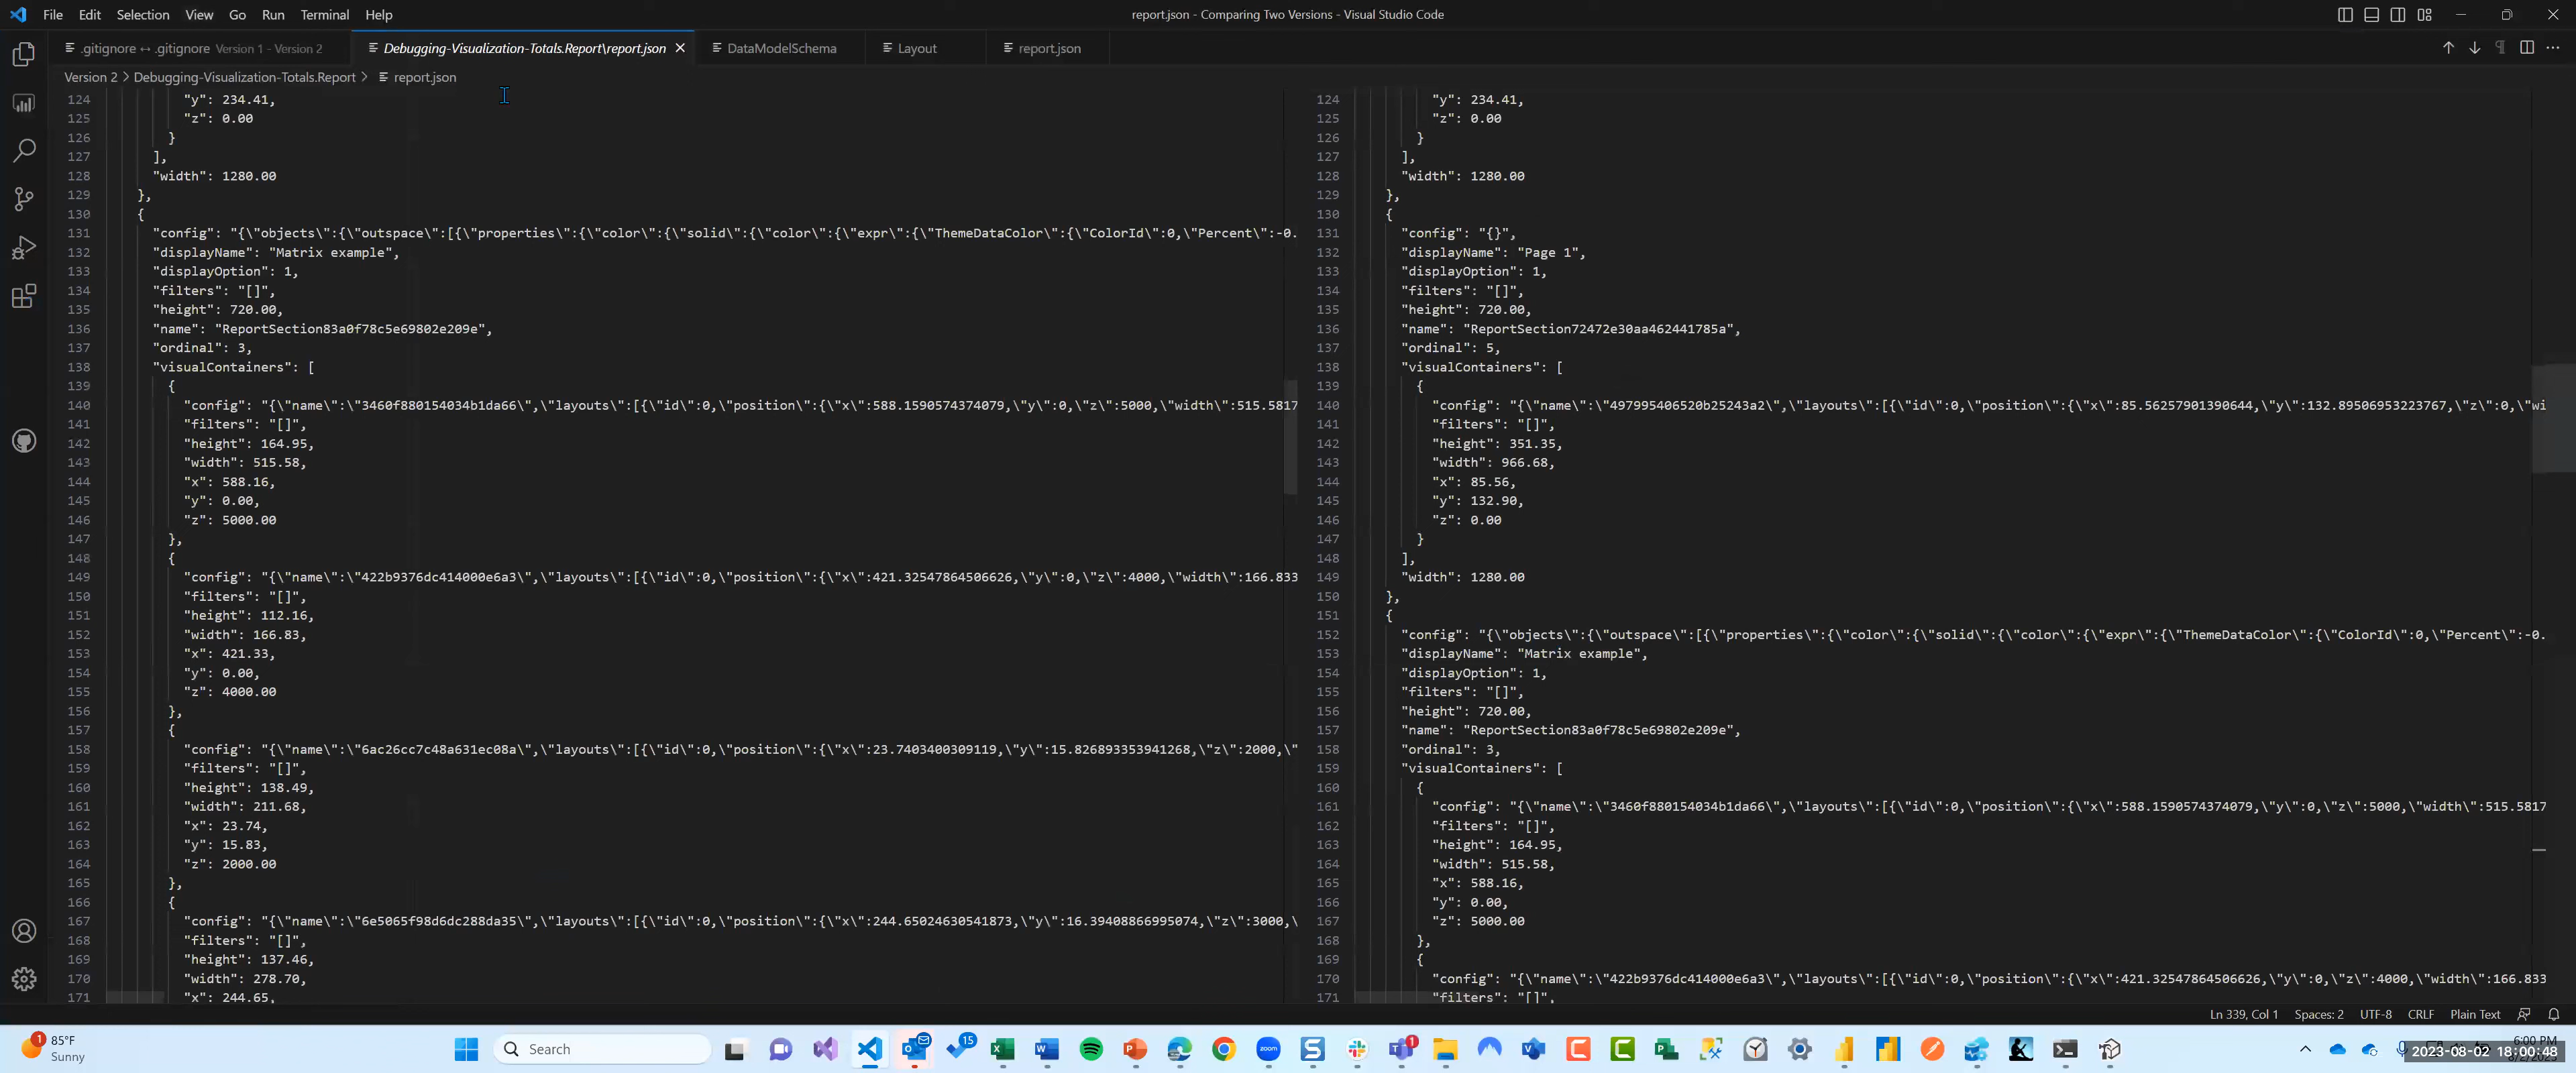 File Edit Selection View Go Run Terminal Help
report.json - Comparing Two Versions - Visual Studio Code
.gitignore ↔ .gitignore Version 1 - Version 2
Debugging-Visualization-Totals.Report\report.json
DataModelSchema
Layout
report.json
Version 2 > Debugging-Visualization-Totals.Report > report.json
124 "y": 234.41,
125 "z": 0.00
126 }
127 ],
128 "width": 1280.00
129 },
130 {
131 "config": "{\"objects\":{\"outspace\":[{\"properties\":{\"color\":{\"solid\":{\"color\":{\"expr\":{\"ThemeDataColor\":{\"ColorId\":0,\"Percent\":-0.
132 "displayName": "Matrix example",
133 "displayOption": 1,
134 "filters": "[]",
135 "height": 720.00,
136 "name": "ReportSection83a0f78c5e69802e209e",
137 "ordinal": 3,
138 "visualContainers": [
139 {
140 "config": "{\"name\":\"3460f880154034b1da66\",\"layouts\":[{\"id\":0,\"position\":{\"x\":588.1590574374079,\"y\":0,\"z\":5000,\"width\":515.5817
141 "filters": "[]",
142 "height": 164.95,
143 "width": 515.58,
144 "x": 588.16,
145 "y": 0.00,
146 "z": 5000.00
147 },
148 {
149 "config": "{\"name\":\"422b9376dc414000e6a3\",\"layouts\":[{\"id\":0,\"position\":{\"x\":421.32547864506626,\"y\":0,\"z\":4000,\"width\":166.833
150 "filters": "[]",
151 "height": 112.16,
152 "width": 166.83,
153 "x": 421.33,
154 "y": 0.00,
155 "z": 4000.00
156 },
157 {
158 "config": "{\"name\":\"6ac26cc7c48a631ec08a\",\"layouts\":[{\"id\":0,\"position\":{\"x\":23.7403400309119,\"y\":15.826893353941268,\"z\":2000,\"
159 "filters": "[]",
160 "height": 138.49,
161 "width": 211.68,
162 "x": 23.74,
163 "y": 15.83,
164 "z": 2000.00
165 },
166 {
167 "config": "{\"name\":\"6e5065f98d6dc288da35\",\"layouts\":[{\"id\":0,\"position\":{\"x\":244.65024630541873,\"y\":16.39408866995074,\"z\":3000,\
168 "filters": "[]",
169 "height": 137.46,
170 "width": 278.70,
171 "x": 244.65,
124 "y": 234.41,
125 "z": 0.00
126 }
127 ],
128 "width": 1280.00
129 },
130 {
131 "config": "{}",
132 "displayName": "Page 1",
133 "displayOption": 1,
134 "filters": "[]",
135 "height": 720.00,
136 "name": "ReportSection72472e30aa462441785a",
137 "ordinal": 5,
138 "visualContainers": [
139 {
140 "config": "{\"name\":\"497995406520b25243a2\",\"layouts\":[{\"id\":0,\"position\":{\"x\":85.56257901390644,\"y\":132.89506953223767,\"z\":0,\"wi
141 "filters": "[]",
142 "height": 351.35,
143 "width": 966.68,
144 "x": 85.56,
145 "y": 132.90,
146 "z": 0.00
147 }
148 ],
149 "width": 1280.00
150 },
151 {
152 "config": "{\"objects\":{\"outspace\":[{\"properties\":{\"color\":{\"solid\":{\"color\":{\"expr\":{\"ThemeDataColor\":{\"ColorId\":0,\"Percent\":-0.
153 "displayName": "Matrix example",
154 "displayOption": 1,
155 "filters": "[]",
156 "height": 720.00,
157 "name": "ReportSection83a0f78c5e69802e209e",
158 "ordinal": 3,
159 "visualContainers": [
160 {
161 "config": "{\"name\":\"3460f880154034b1da66\",\"layouts\":[{\"id\":0,\"position\":{\"x\":588.1590574374079,\"y\":0,\"z\":5000,\"width\":515.5817
162 "filters": "[]",
163 "height": 164.95,
164 "width": 515.58,
165 "x": 588.16,
166 "y": 0.00,
167 "z": 5000.00
168 },
169 {
170 "config": "{\"name\":\"422b9376dc414000e6a3\",\"layouts\":[{\"id\":0,\"position\":{\"x\":421.32547864506626,\"y\":0,\"z\":4000,\"width\":166.833
171 "filters": "[]",
Ln 339, Col 1 Spaces: 2 UTF-8 CRLF Plain Text
1 85°F
Sunny
Search
15
zoom
1
6:00 PM
2023-08-02 18:00:48